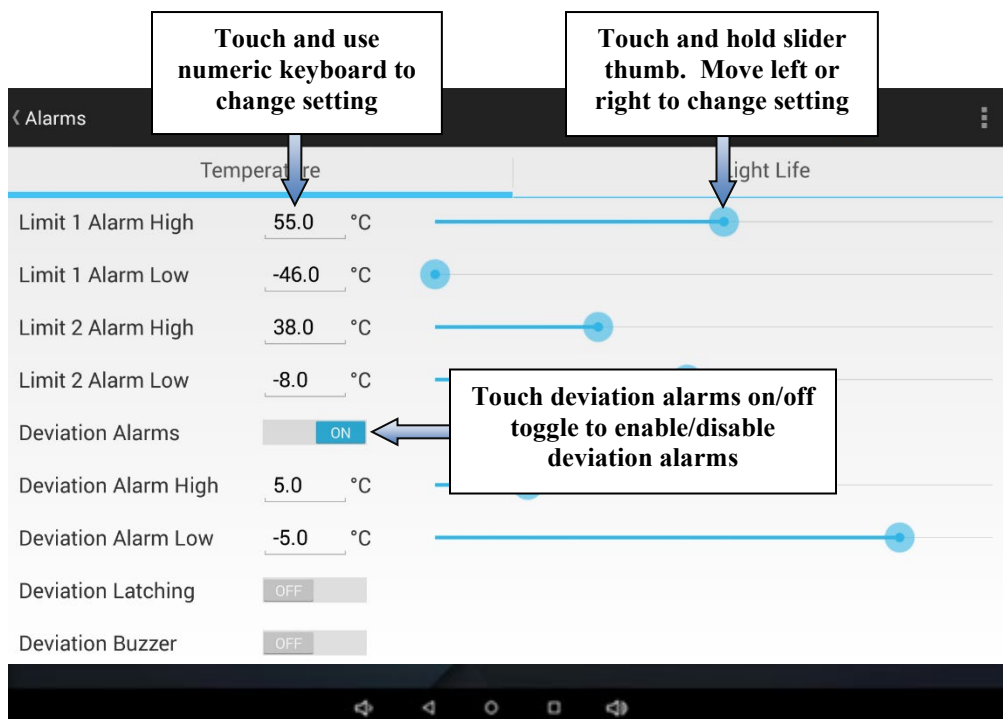 Touch and use
numeric keyboard to
change setting
Touch and hold slider
thumb. Move left or
right to change setting
Alarms
Temperature
Light Life
Limit 1 Alarm High 55.0 °C
Limit 1 Alarm Low -46.0 °C
Limit 2 Alarm High 38.0 °C
Limit 2 Alarm Low -8.0 °C
Touch deviation alarms on/off
toggle to enable/disable
deviation alarms
Deviation Alarms ON
Deviation Alarm High 5.0 °C
Deviation Alarm Low -5.0 °C
Deviation Latching OFF
Deviation Buzzer OFF